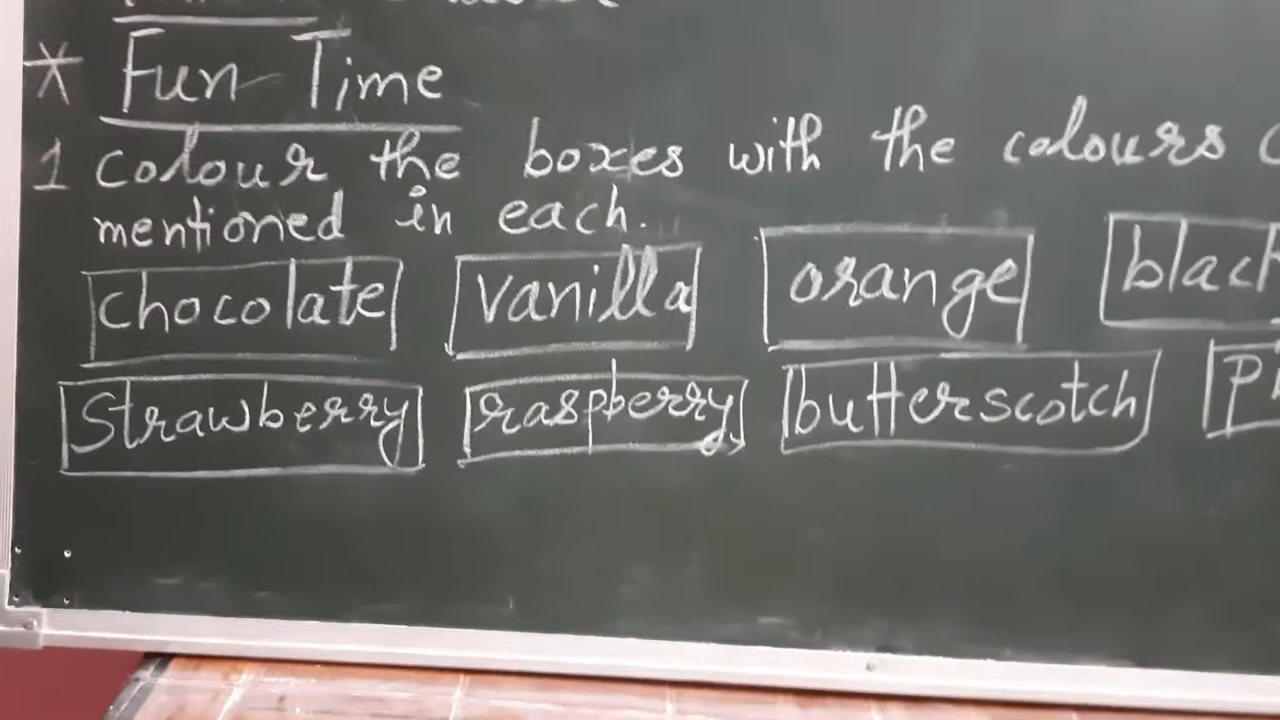 * Fun Time
1 colour the boxes with the colours
mentioned in each.
chocolate vanilla orange black
Strawberry raspberry butterscotch